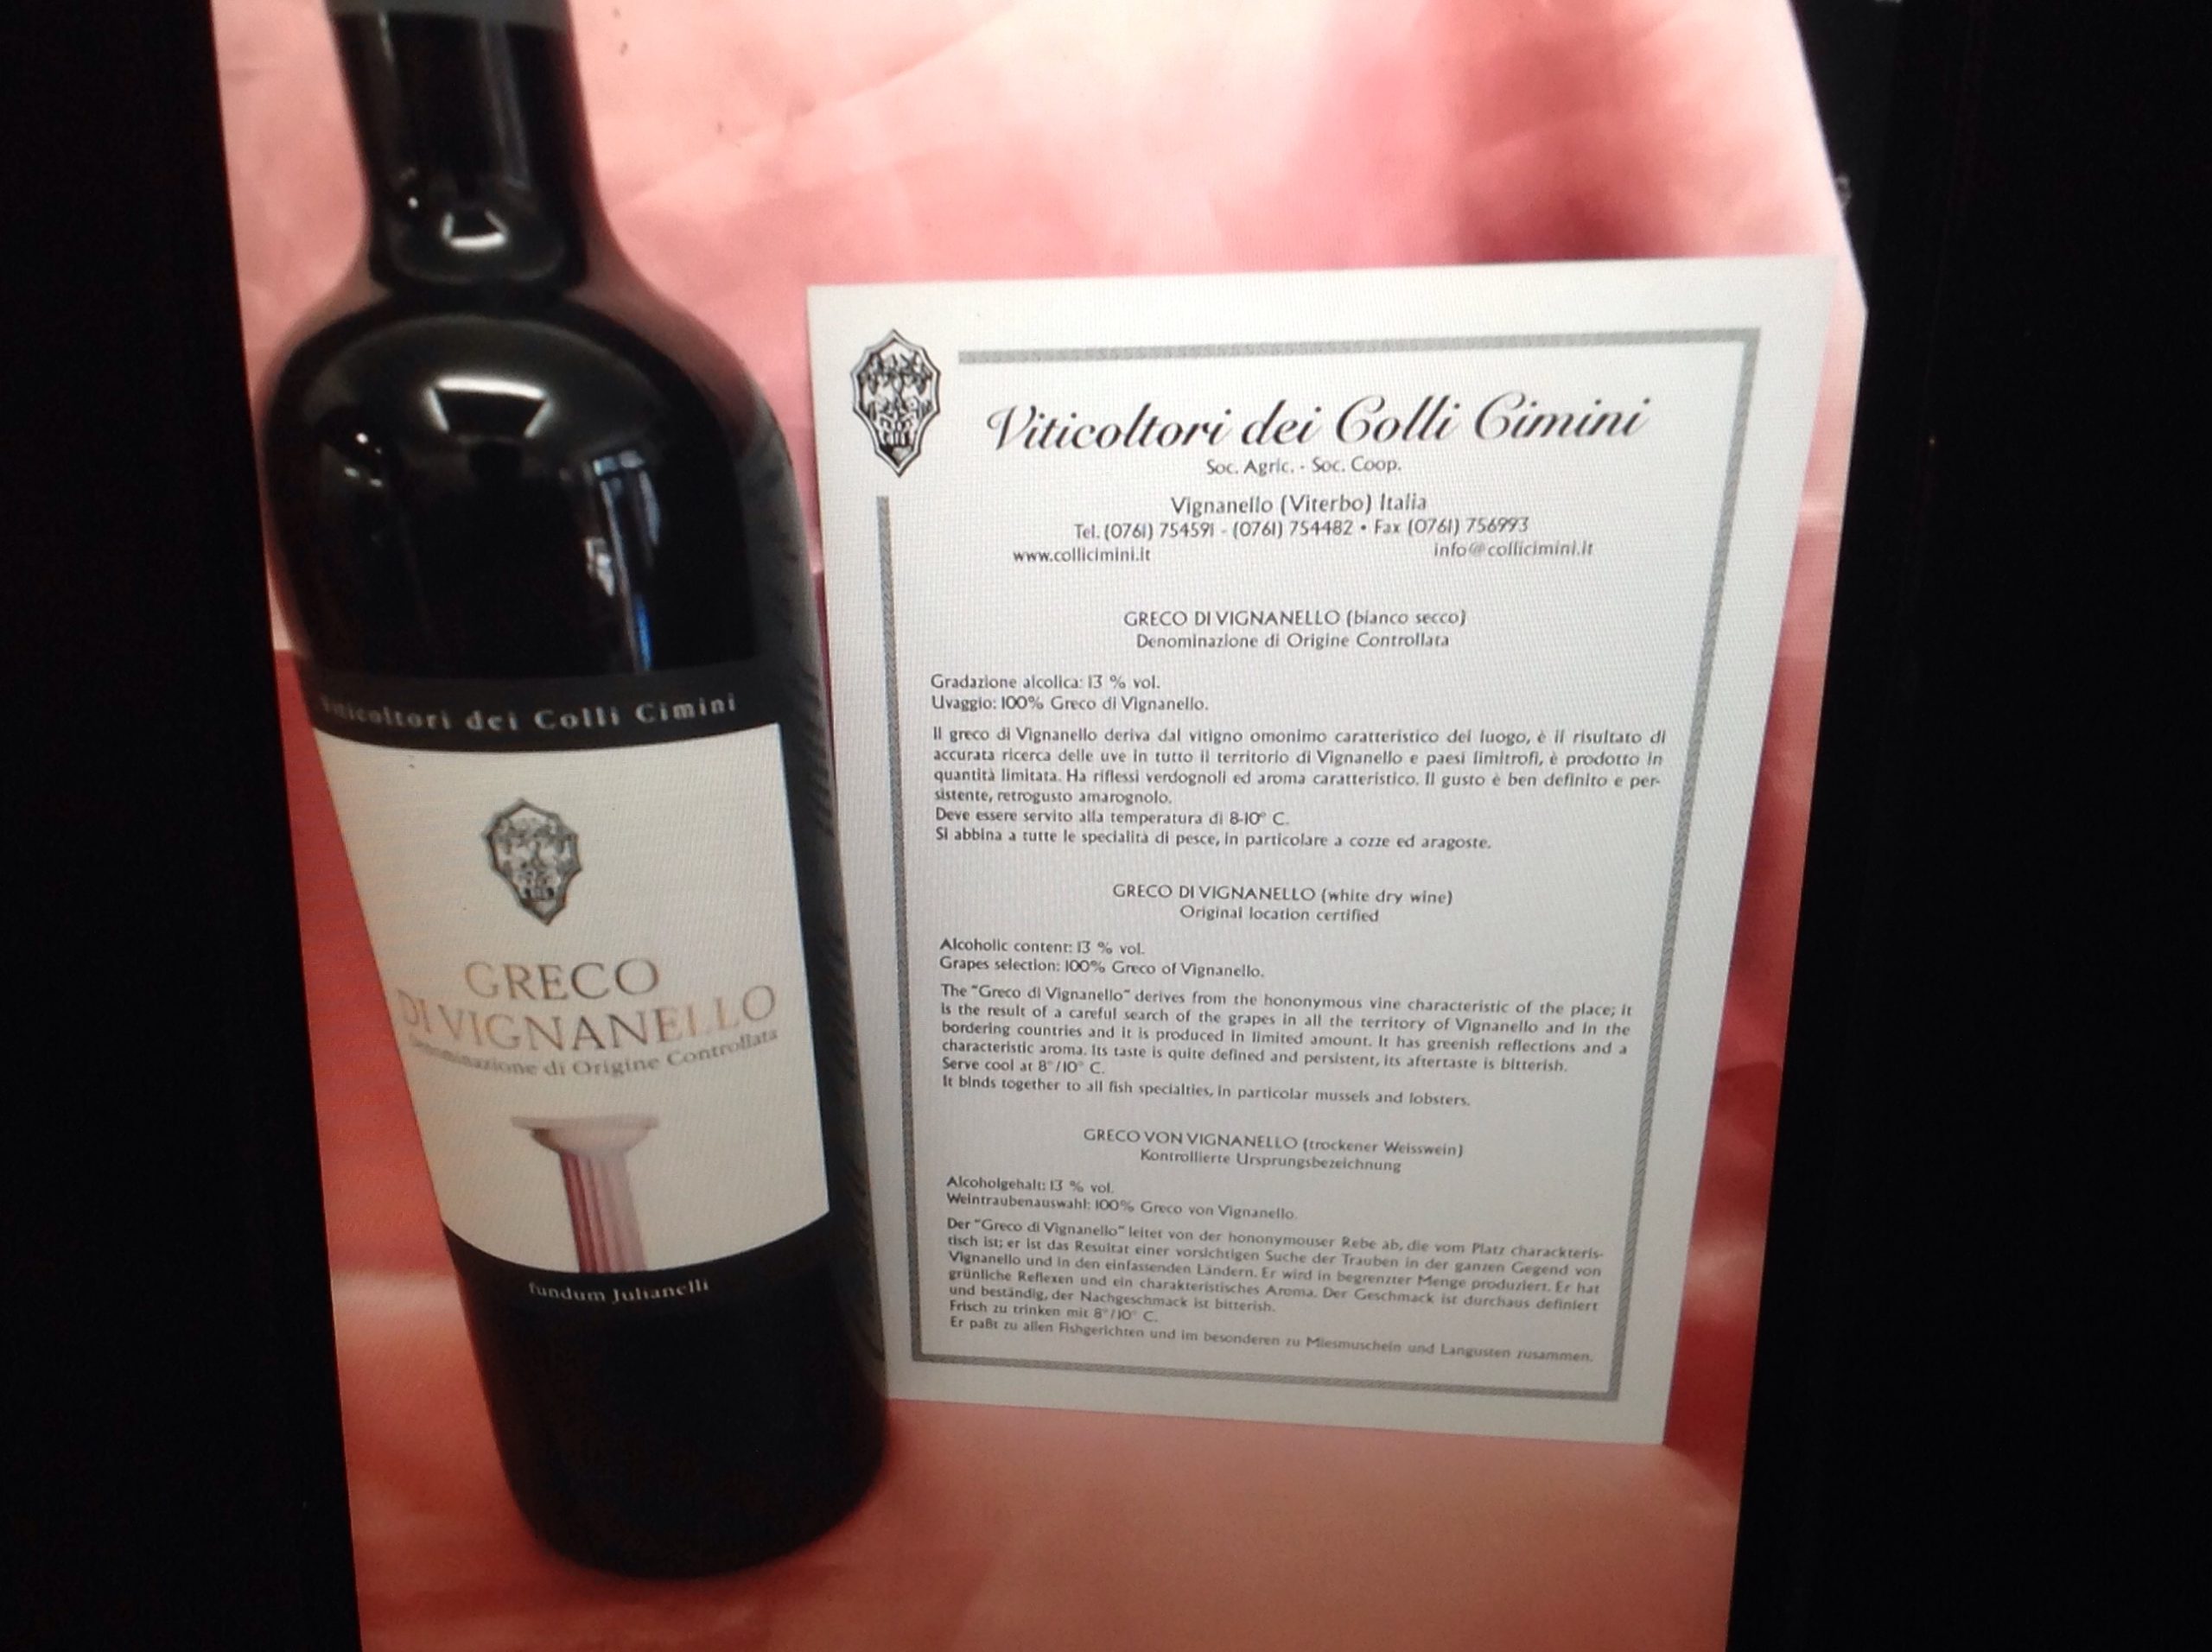 Viticoltori dei Colli Cimini
GRECO
DI VIGNANELLO
Denominazione di Origine Controllata
fundum Julianelli
Viticoltori dei Colli Cimini
Soc. Agric. - Soc. Coop.
Vignanello (Viterbo) Italia
Tel. (0761) 754591 - (0761) 754482 • Fax (0761) 756993
www.collicimini.it info@collicimini.it
GRECO DI VIGNANELLO (bianco secco)
Denominazione di Origine Controllata
Gradazione alcolica: 13 % vol.
Uvaggio: 100% Greco di Vignanello.
Il greco di Vignanello deriva dal vitigno omonimo caratteristico del luogo, è il risultato di
accurata ricerca delle uve in tutto il territorio di Vignanello e paesi limitrofi, è prodotto in
quantità limitata. Ha riflessi verdognoli ed aroma caratteristico. Il gusto è ben definito e per-
sistente, retrogusto amarognolo.
Deve essere servito alla temperatura di 8-10° C.
Si abbina a tutte le specialità di pesce, in particolare a cozze ed aragoste.
GRECO DI VIGNANELLO (white dry wine)
Original location certified
Alcoholic content: 13 % vol.
Grapes selection: 100% Greco of Vignanello.
The "Greco di Vignanello" derives from the hononymous vine characteristic of the place; it
is the result of a careful search of the grapes in all the territory of Vignanello and in the
bordering countries and it is produced in limited amount. It has greenish reflections and a
characteristic aroma. Its taste is quite defined and persistent, its aftertaste is bitterish.
Serve cool at 8°/10° C.
It binds together to all fish specialties, in particolar mussels and lobsters.
GRECO VON VIGNANELLO (trockener Weisswein)
Kontrollierte Ursprungsbezeichnung
Alcoholgehalt: 13 % vol.
Weintraubenauswahl: 100% Greco von Vignanello.
Der "Greco di Vignanello" leitet von der hononymouser Rebe ab, die vom Platz charackteris-
tisch ist; er ist das Resultat einer vorsichtigen Suche der Trauben in der ganzen Gegend von
Vignanello und in den einfassenden Ländern. Er wird in begrenzter Menge produziert. Er hat
grünliche Reflexen und ein charakteristisches Aroma. Der Geschmack ist durchaus definiert
und beständig, der Nachgeschmack ist bitterish.
Frisch zu trinken mit 8°/10° C.
Er paßt zu allen Fishgerichten und im besonderen zu Miesmuscheln und Langusten zusammen.